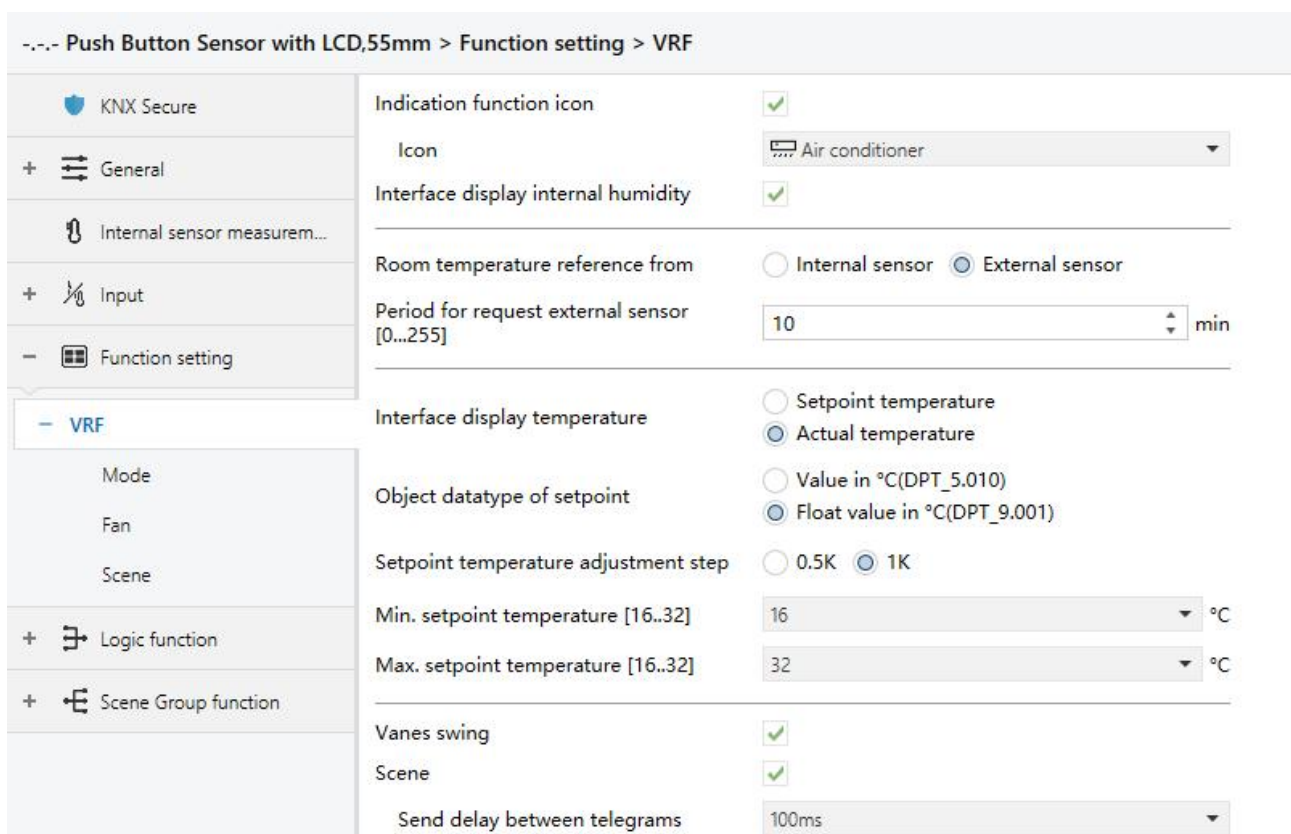 -.-.- Push Button Sensor with LCD,55mm > Function setting > VRF
KNX Secure
+ General
Internal sensor measurem...
+ Input
− Function setting
− VRF
Mode
Fan
Scene
+ Logic function
+ Scene Group function
Indication function icon
Icon Air conditioner
Interface display internal humidity
Room temperature reference from Internal sensor External sensor
Period for request external sensor
[0...255]
10 min
Interface display temperature
Setpoint temperature
Actual temperature
Object datatype of setpoint
Value in °C(DPT_5.010)
Float value in °C(DPT_9.001)
Setpoint temperature adjustment step 0.5K 1K
Min. setpoint temperature [16..32] 16 °C
Max. setpoint temperature [16..32] 32 °C
Vanes swing
Scene
Send delay between telegrams 100ms